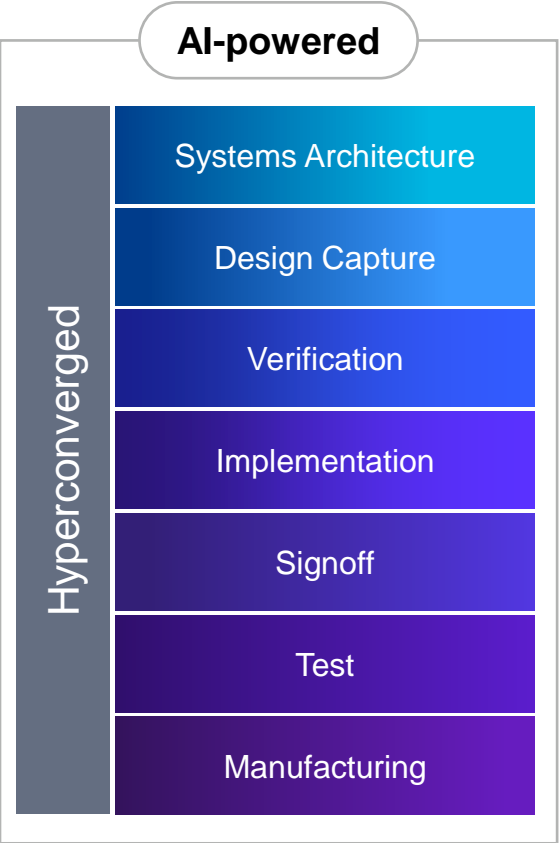 AI-powered
Hyperconverged
Systems Architecture
Design Capture
Verification
Implementation
Signoff
Test
Manufacturing